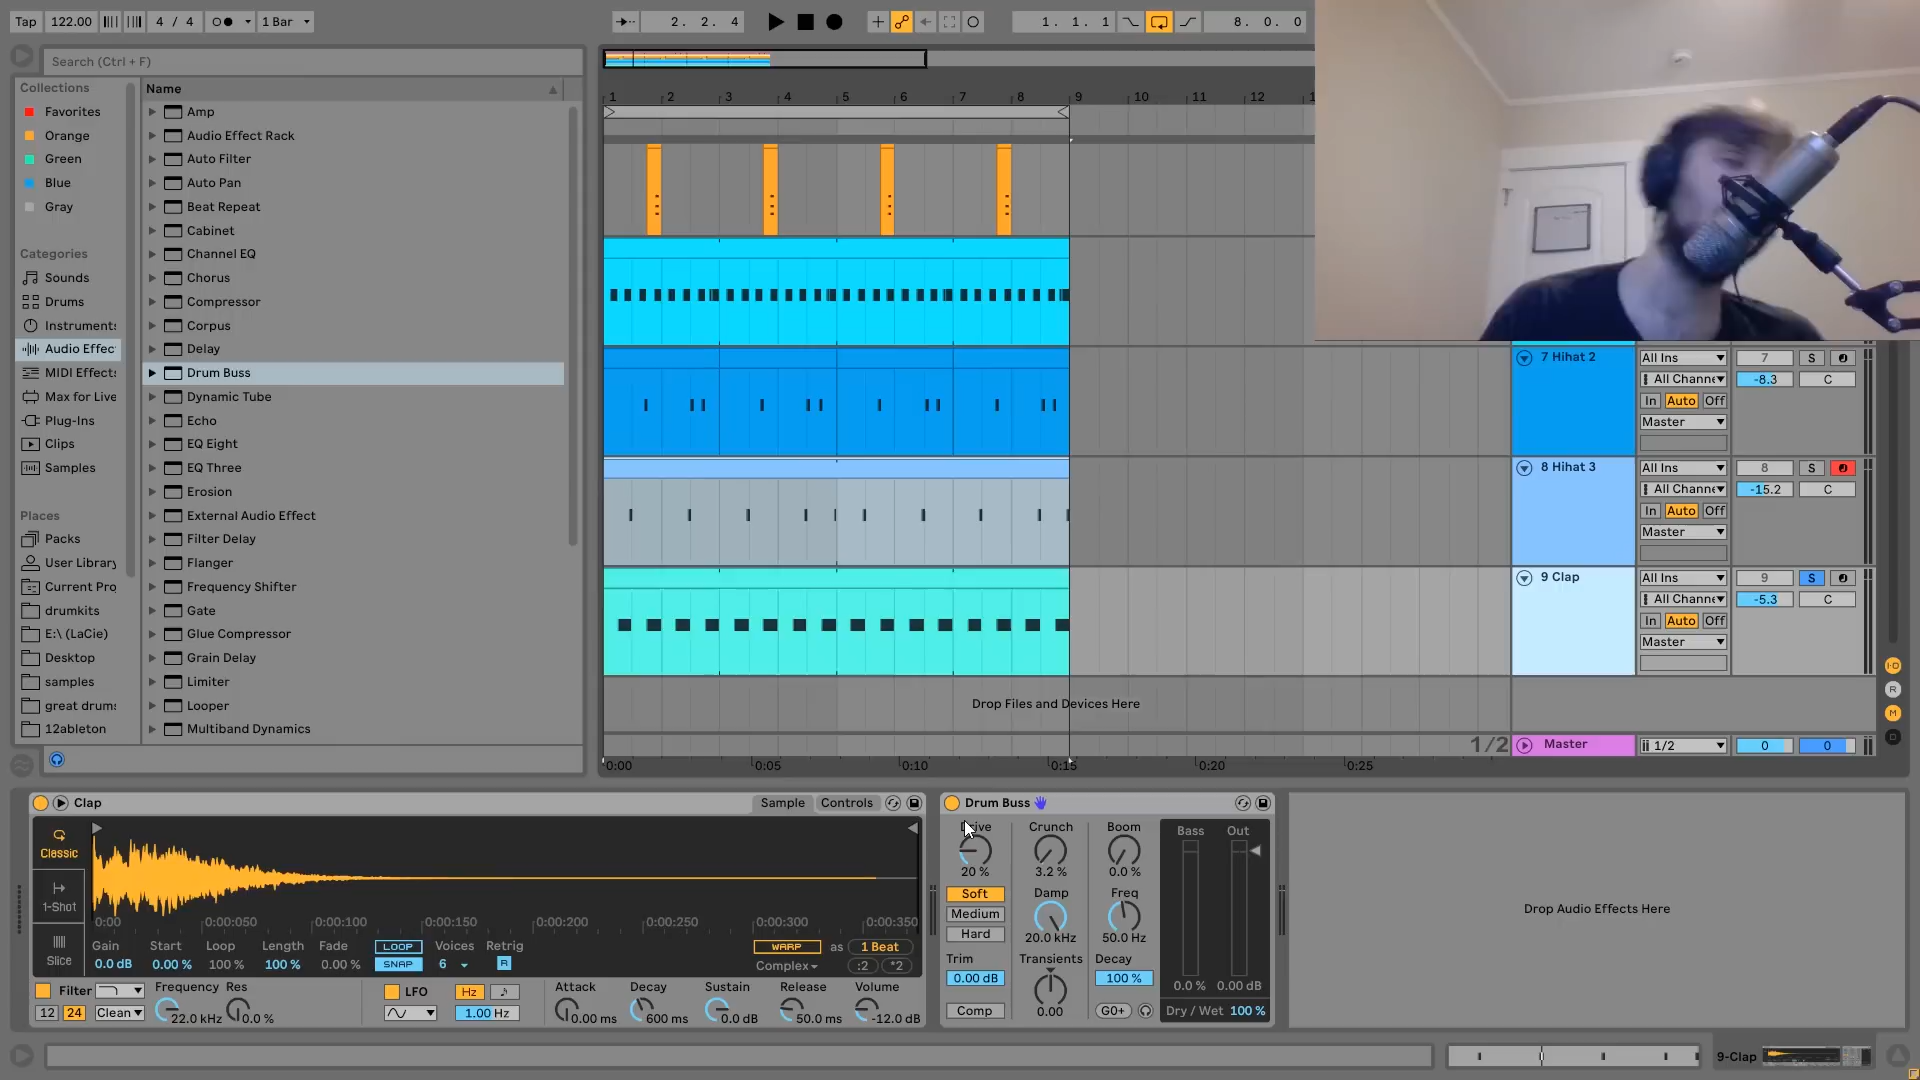 Tap 122.00 4 / 4 1 Bar 2. 2. 4 1. 1. 1 8. 0. 0
Search (Ctrl + F)
Collections
Favorites
Orange
Green
Blue
Gray
Categories
Sounds
Drums
Instruments
Audio Effec
MIDI Effects
Max for Live
Plug-Ins
Clips
Samples
Places
Packs
User Library
Current Pro
drumkits
E:\ (LaCie)
Desktop
samples
great drums
12ableton
Name
Amp
Audio Effect Rack
Auto Filter
Auto Pan
Beat Repeat
Cabinet
Channel EQ
Chorus
Compressor
Corpus
Delay
Drum Buss
Dynamic Tube
Echo
EQ Eight
EQ Three
Erosion
External Audio Effect
Filter Delay
Flanger
Frequency Shifter
Gate
Glue Compressor
Grain Delay
Limiter
Looper
Multiband Dynamics
1 2 3 4 5 6 7 8 9 10 11 12
7 Hihat 2 All Ins 7 S
All Channe -8.3 C
In Auto Off
Master
8 Hihat 3 All Ins 8 S
All Channe -15.2 C
In Auto Off
Master
9 Clap All Ins 9 S
All Channe -5.3 C
In Auto Off
Master
Drop Files and Devices Here
1/2 Master 1/2 0 0
0:00 0:05 0:10 0:15 0:20 0:25
I·O
R
M
D
Clap Sample Controls
Classic
1-Shot
Slice
0:00 0:00:050 0:00:100 0:00:150 0:00:200 0:00:250 0:00:300 0:00:350
Gain Start Loop Length Fade LOOP Voices Retrig WARP as 1 Beat
0.0 dB 0.00 % 100 % 100 % 0.00 % SNAP 6 R Complex :2 *2
Filter Frequency Res LFO Hz Attack Decay Sustain Release Volume
12 24 Clean 22.0 kHz 0.0 % 1.00 Hz 0.00 ms 600 ms 0.0 dB 50.0 ms -12.0 dB
Drum Buss
Drive Crunch Boom Bass Out
20 % 3.2 % 0.0 %
Soft Damp Freq
Medium
Hard 20.0 kHz 50.0 Hz
Trim Transients Decay
0.00 dB 100 % 0.0 % 0.00 dB
Comp 0.00 G0+ Dry / Wet 100 %
Drop Audio Effects Here
9-Clap